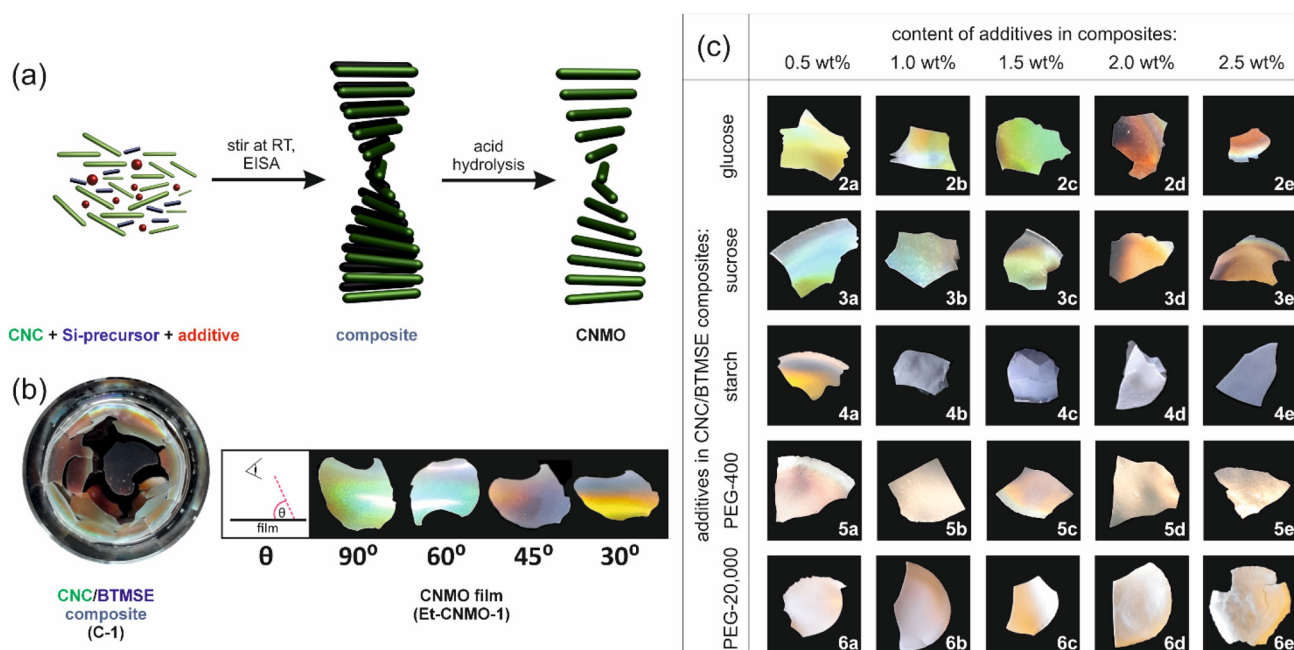 (a)
stir at RT,
EISA
acid
hydrolysis
CNC + Si-precursor + additive
composite
CNMO
(b)
θ
film
θ
90⁰
60⁰
45⁰
30⁰
CNC/BTMSE
composite
(C-1)
CNMO film
(Et-CNMO-1)
(c)
content of additives in composites:
0.5 wt%
1.0 wt%
1.5 wt%
2.0 wt%
2.5 wt%
additives in CNC/BTMSE composites:
glucose
2a
2b
2c
2d
2e
sucrose
3a
3b
3c
3d
3e
starch
4a
4b
4c
4d
4e
PEG-400
5a
5b
5c
5d
5e
PEG-20,000
6a
6b
6c
6d
6e